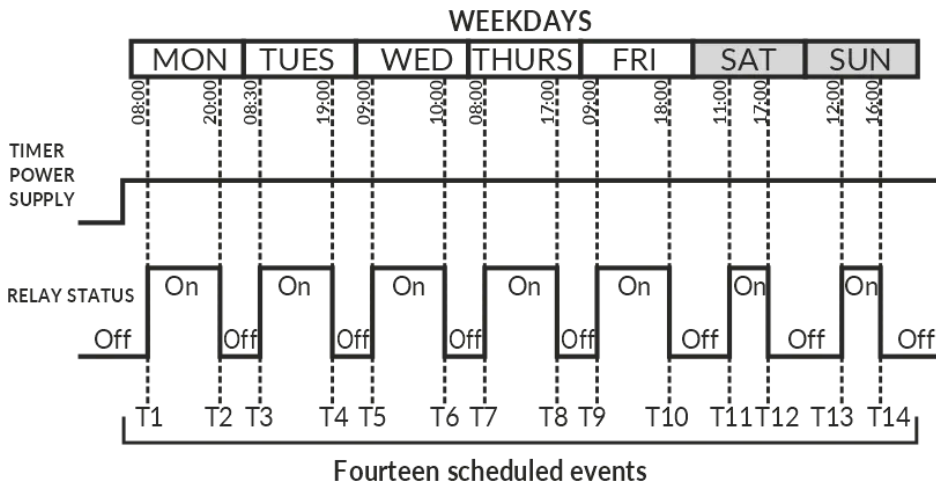 WEEKDAYS
MON TUES WED THURS FRI SAT SUN
08:00 20:00 08:30 19:00 09:00 10:00 08:00 17:00 09:00 18:00 11:00 17:00 12:00 16:00
TIMER
POWER
SUPPLY
On On On On On On On
RELAY STATUS
Off Off Off Off Off Off Off Off
T1 T2 T3 T4 T5 T6 T7 T8 T9 T10 T11 T12 T13 T14
Fourteen scheduled events